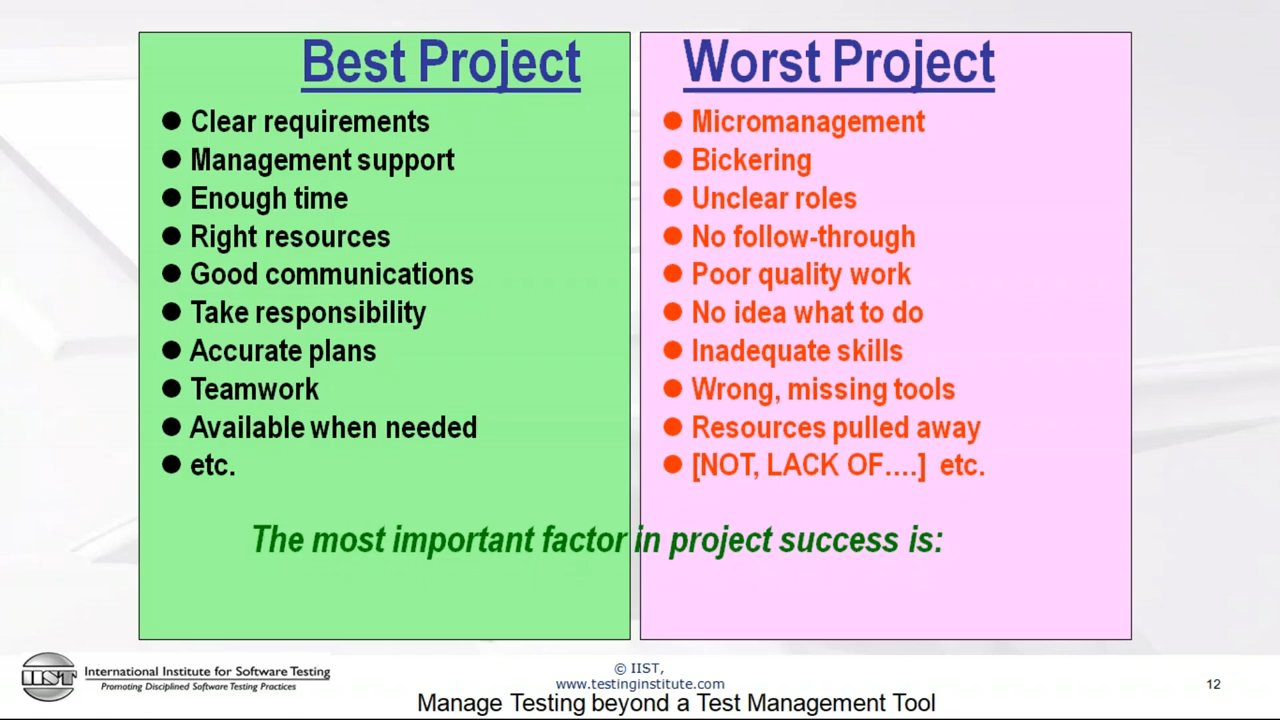 Best Project
Clear requirements
Management support
Enough time
Right resources
Good communications
Take responsibility
Accurate plans
Teamwork
Available when needed
etc.
Worst Project
Micromanagement
Bickering
Unclear roles
No follow-through
Poor quality work
No idea what to do
Inadequate skills
Wrong, missing tools
Resources pulled away
[NOT, LACK OF....] etc.
The most important factor in project success is:
IIST
International Institute for Software Testing
Promoting Disciplined Software Testing Practices
© IIST,
www.testinginstitute.com
12
Manage Testing beyond a Test Management Tool